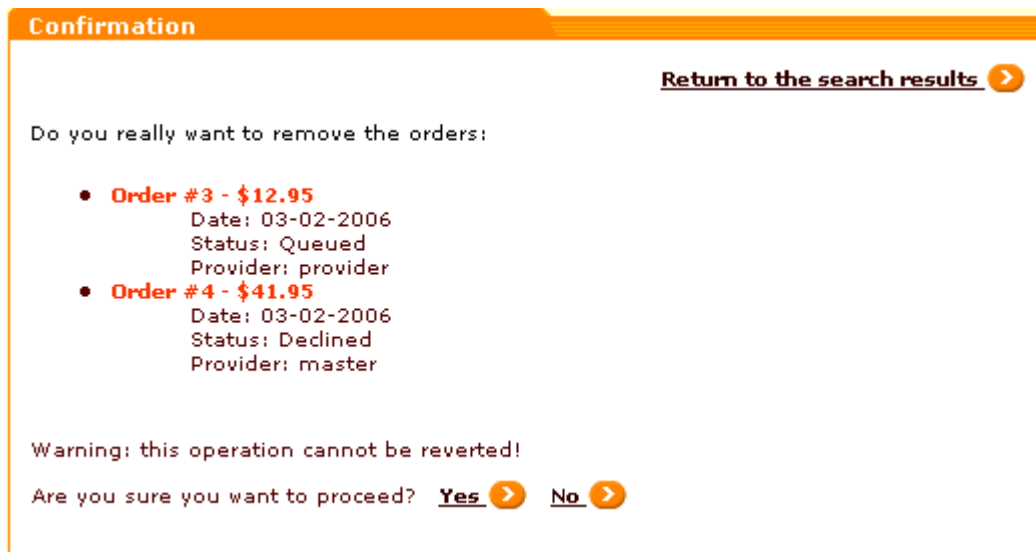 Confirmation
Return to the search results
Do you really want to remove the orders:
Order #3 - $12.95
Date: 03-02-2006
Status: Queued
Provider: provider
Order #4 - $41.95
Date: 03-02-2006
Status: Declined
Provider: master
Warning: this operation cannot be reverted!
Are you sure you want to proceed? Yes No